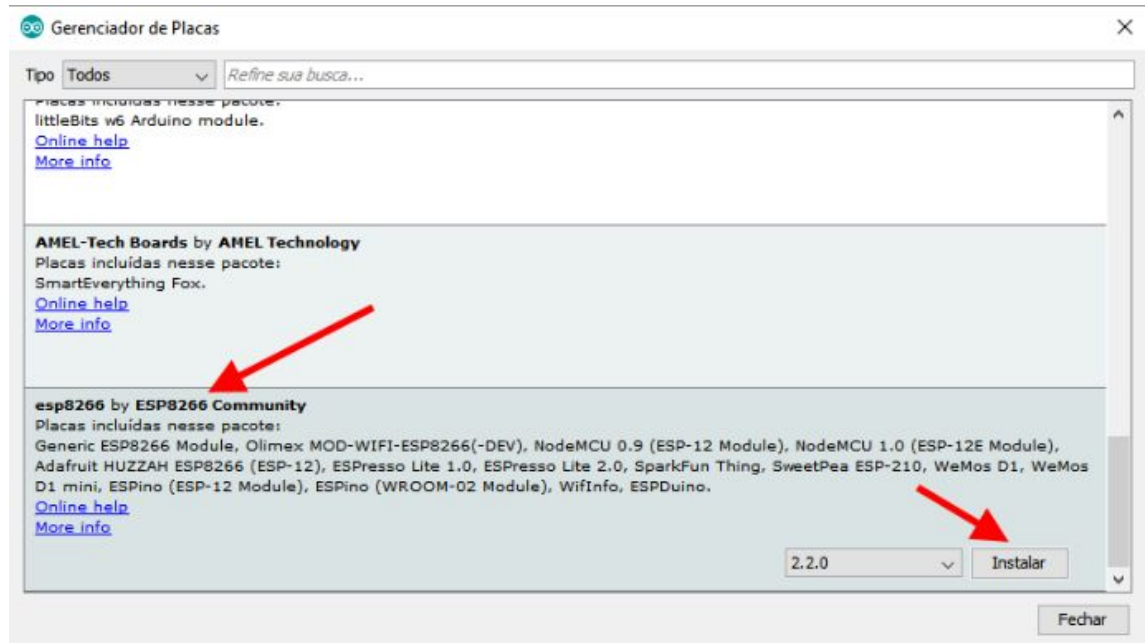 Gerenciador de Placas
Tipo Todos Refine sua busca...
Placas incluídas nesse pacote:
littleBits w6 Arduino module.
Online help
More info
AMEL-Tech Boards by AMEL Technology
Placas incluídas nesse pacote:
SmartEverything Fox.
Online help
More info
esp8266 by ESP8266 Community
Placas incluídas nesse pacote:
Generic ESP8266 Module, Olimex MOD-WIFI-ESP8266(-DEV), NodeMCU 0.9 (ESP-12 Module), NodeMCU 1.0 (ESP-12E Module),
Adafruit HUZZAH ESP8266 (ESP-12), ESPresso Lite 1.0, ESPresso Lite 2.0, SparkFun Thing, SweetPea ESP-210, WeMos D1, WeMos
D1 mini, ESPino (ESP-12 Module), ESPino (WROOM-02 Module), WifInfo, ESPDuino.
Online help
More info
2.2.0 Instalar
Fechar